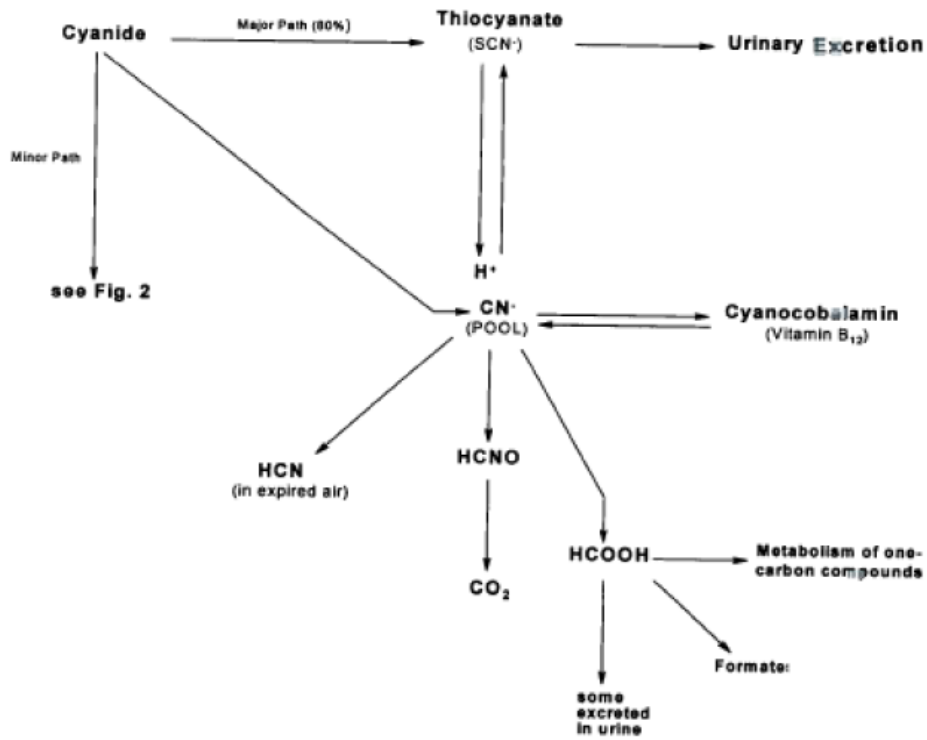 Cyanide
Major Path (80%)
Thiocyanate
(SCN-)
Urinary Excretion
Minor Path
see Fig. 2
H+
CN-
(POOL)
Cyanocobalamin
(Vitamin B12)
HCN
(in expired air)
HCNO
CO2
HCOOH
Metabolism of one-
carbon compounds
Formates
some
excreted
in urine